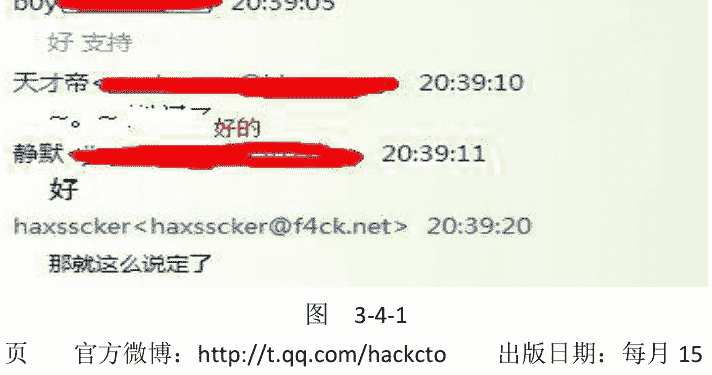 boy 20:39:05
好 支持
天才帝< 20:39:10
~。~
好的
静默< 20:39:11
好
haxsscker<haxsscker@f4ck.net> 20:39:20
那就这么说定了
图 3-4-1
页 官方微博：http://t.qq.com/hackcto 出版日期：每月 15